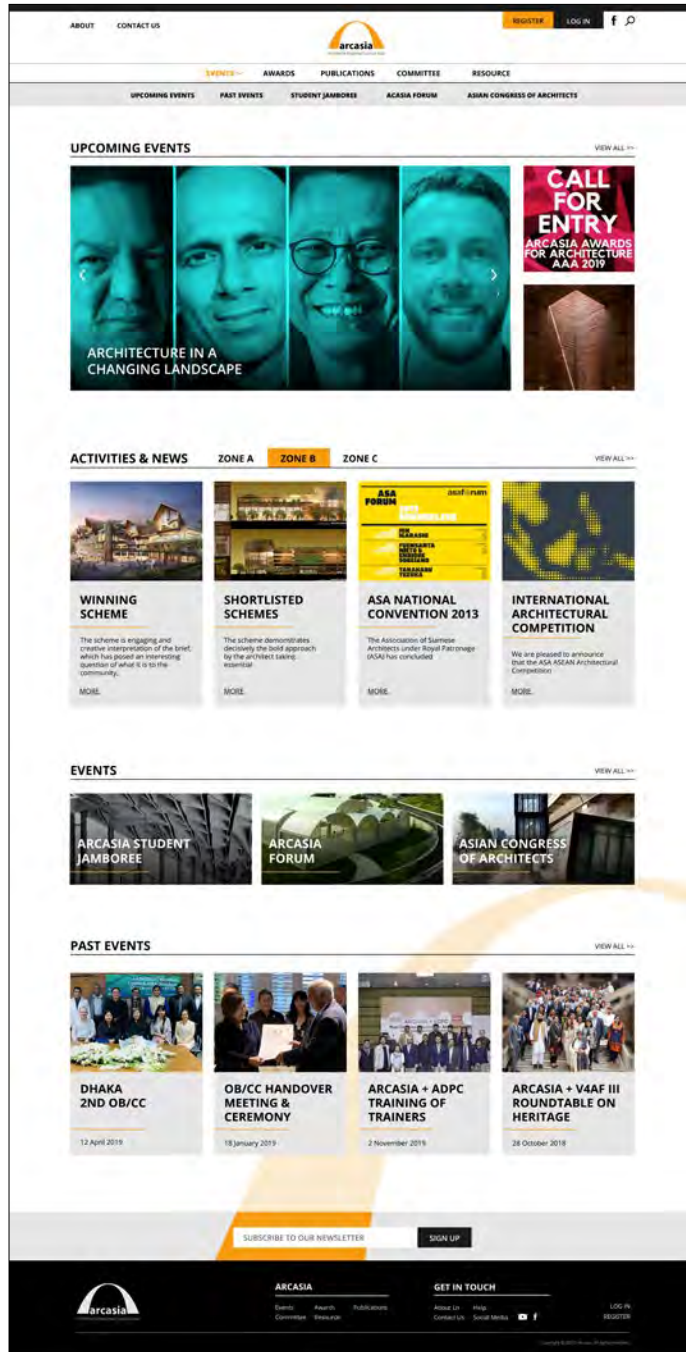 ABOUT
CONTACT US
arcasia
REGISTER
LOG IN
EVENTS
AWARDS
PUBLICATIONS
COMMITTEE
RESOURCE
UPCOMING EVENTS
PAST EVENTS
STUDENT JAMBOREE
ACASIA FORUM
ASIAN CONGRESS OF ARCHITECTS
UPCOMING EVENTS
VIEW ALL >>
ARCHITECTURE IN A
CHANGING LANDSCAPE
CALL
FOR
ENTRY
ARCASIA AWARDS
FOR ARCHITECTURE
AAA 2019
ACTIVITIES & NEWS
ZONE A
ZONE B
ZONE C
VIEW ALL >>
ASA
FORUM
asaforum
WINNING
SCHEME
The scheme is engaging and
creative interpretation of the brief,
which has posed an interesting
question of what it is to the
community.
MORE.
SHORTLISTED
SCHEMES
The scheme demonstrates
decisively the bold approach
by the architect taking
essential
MORE.
ASA NATIONAL
CONVENTION 2013
The Association of Siamese
Architects under Royal Patronage
(ASA) has concluded
MORE.
INTERNATIONAL
ARCHITECTURAL
COMPETITION
We are pleased to announce
that the ASA ASEAN Architectural
Competition
MORE.
EVENTS
VIEW ALL >>
ARCASIA STUDENT
JAMBOREE
ARCASIA
FORUM
ASIAN CONGRESS
OF ARCHITECTS
PAST EVENTS
VIEW ALL >>
ARCASIA + ADPC
DHAKA
2ND OB/CC
12 April 2019
OB/CC HANDOVER
MEETING &
CEREMONY
18 January 2019
ARCASIA + ADPC
TRAINING OF
TRAINERS
2 November 2019
ARCASIA + V4AF III
ROUNDTABLE ON
HERITAGE
28 October 2018
SUBSCRIBE TO OUR NEWSLETTER
SIGN UP
arcasia
ARCASIA
Events
Awards
Publications
Committee
Resource
GET IN TOUCH
About Us
Help
Contact Us
Social Media
LOG IN
REGISTER